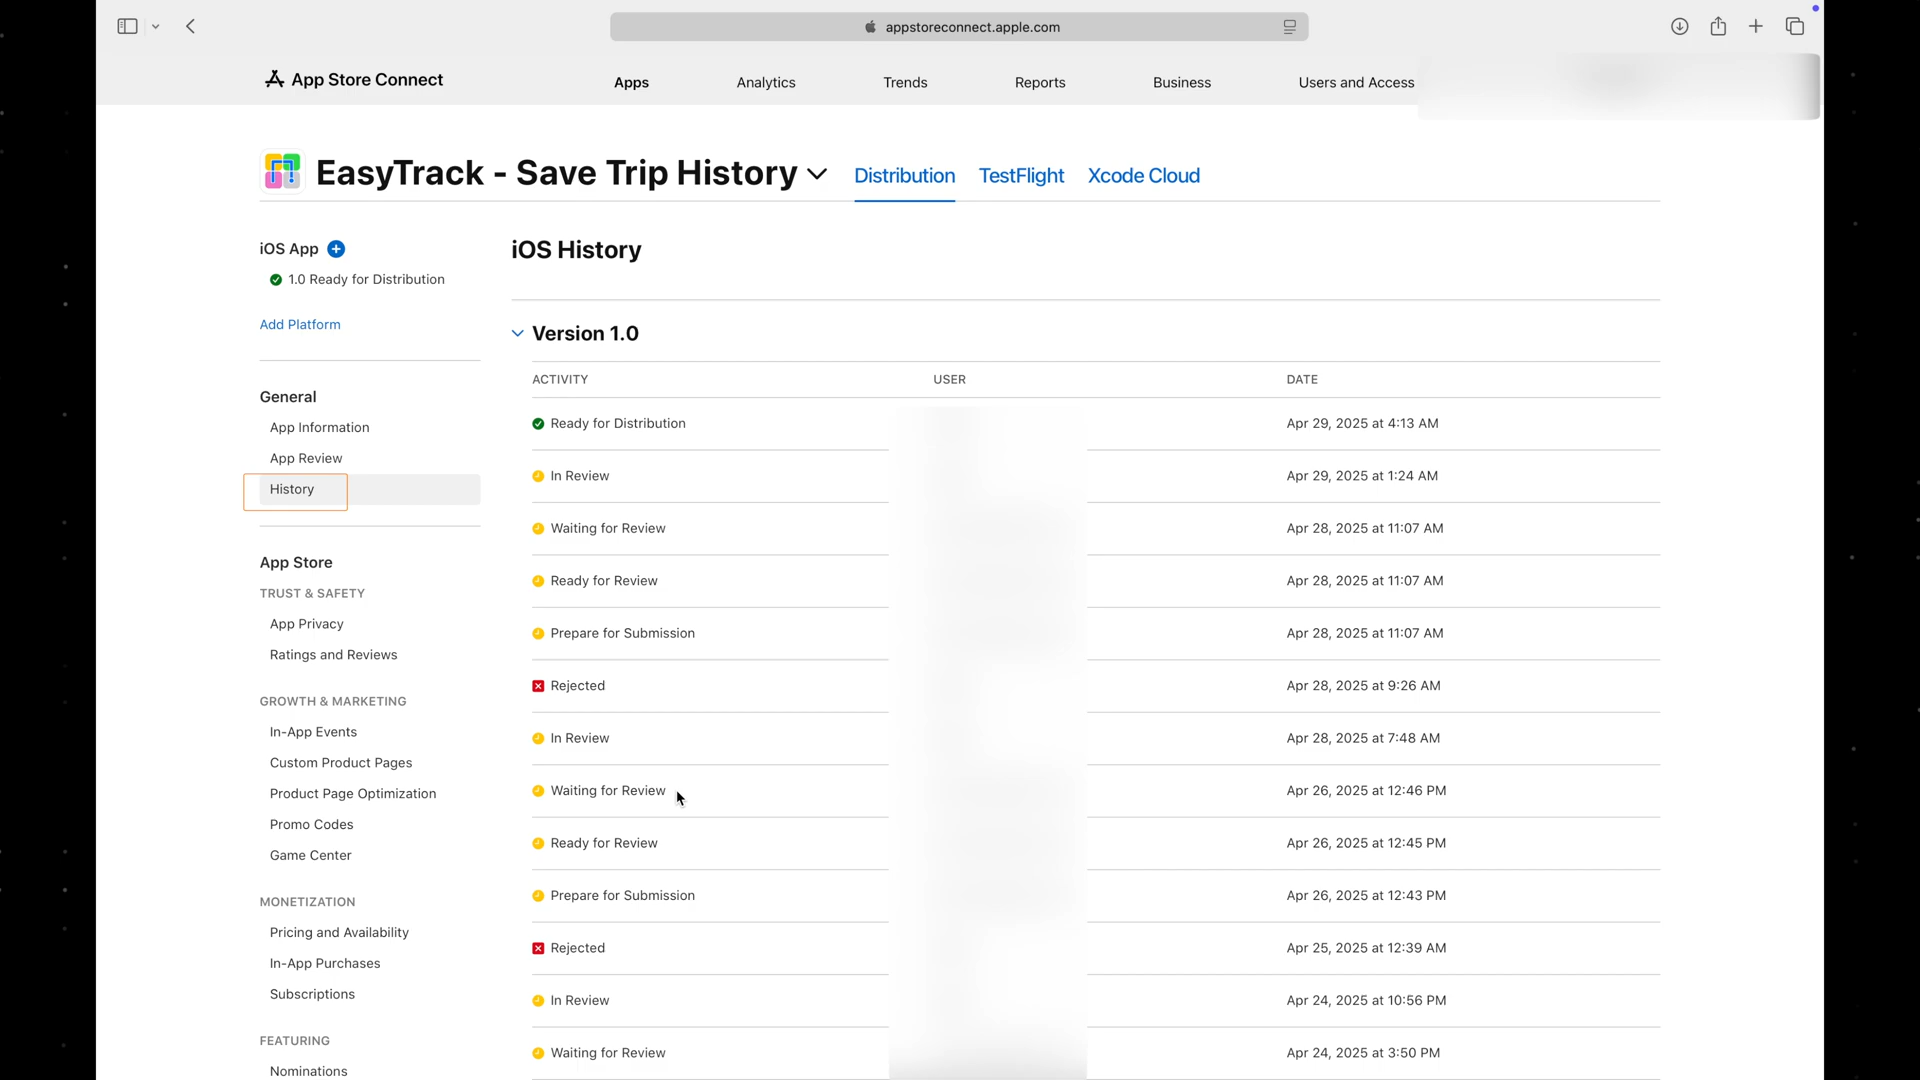 appstoreconnect.apple.com
App Store Connect
Apps
Analytics
Trends
Reports
Business
Users and Access
EasyTrack - Save Trip History
Distribution
TestFlight
Xcode Cloud
iOS App
1.0 Ready for Distribution
Add Platform
General
App Information
App Review
History
App Store
TRUST & SAFETY
App Privacy
Ratings and Reviews
GROWTH & MARKETING
In-App Events
Custom Product Pages
Product Page Optimization
Promo Codes
Game Center
MONETIZATION
Pricing and Availability
In-App Purchases
Subscriptions
FEATURING
Nominations
iOS History
Version 1.0
ACTIVITY USER DATE
Ready for Distribution Apr 29, 2025 at 4:13 AM
In Review Apr 29, 2025 at 1:24 AM
Waiting for Review Apr 28, 2025 at 11:07 AM
Ready for Review Apr 28, 2025 at 11:07 AM
Prepare for Submission Apr 28, 2025 at 11:07 AM
Rejected Apr 28, 2025 at 9:26 AM
In Review Apr 28, 2025 at 7:48 AM
Waiting for Review Apr 26, 2025 at 12:46 PM
Ready for Review Apr 26, 2025 at 12:45 PM
Prepare for Submission Apr 26, 2025 at 12:43 PM
Rejected Apr 25, 2025 at 12:39 AM
In Review Apr 24, 2025 at 10:56 PM
Waiting for Review Apr 24, 2025 at 3:50 PM